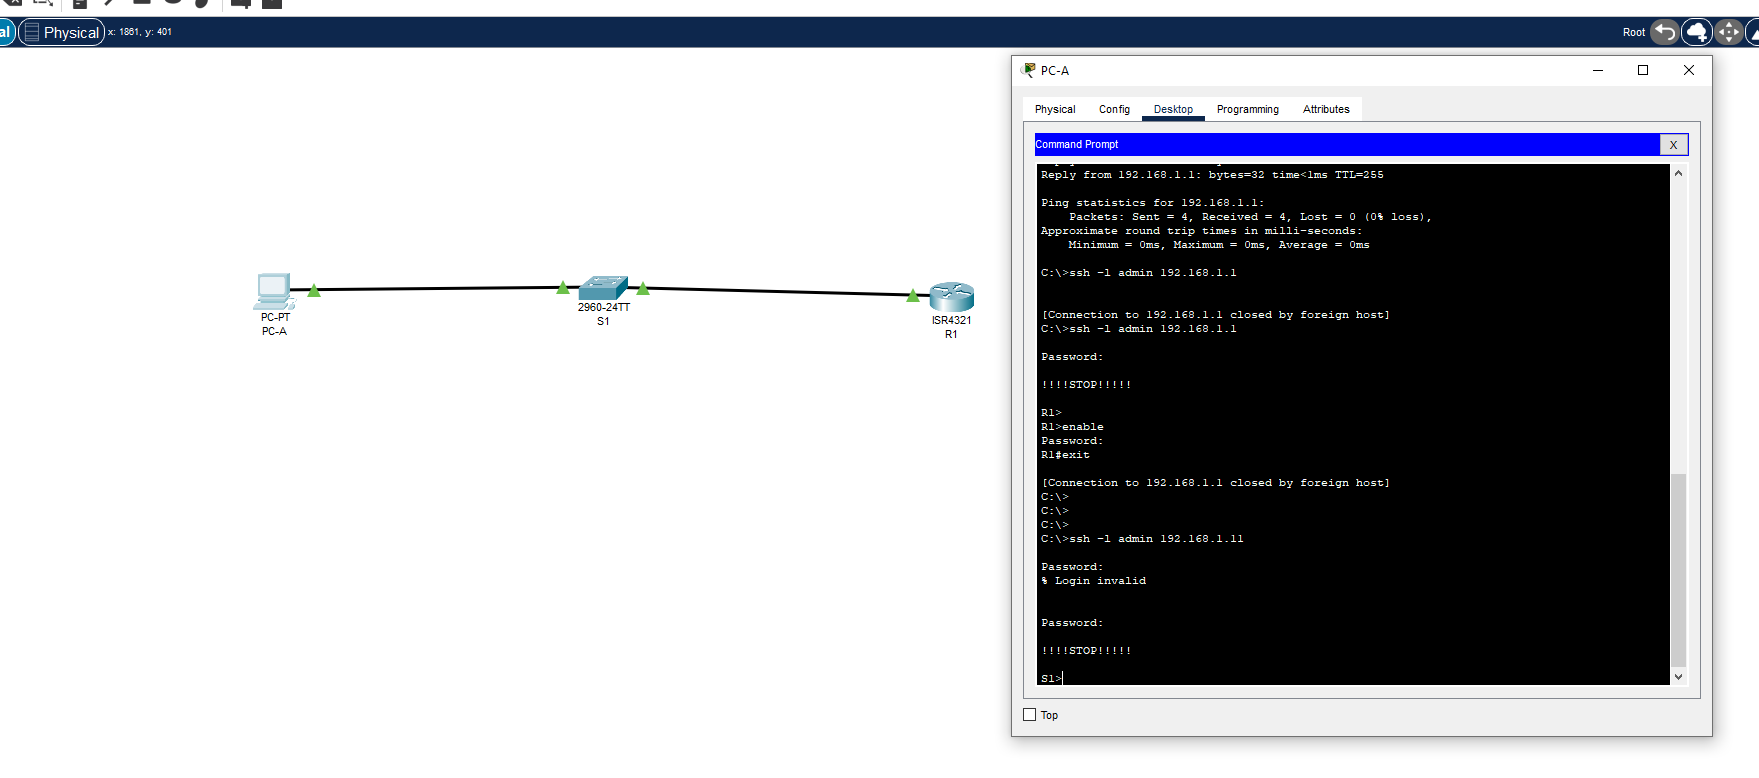 al
Physical
x: 1861, y: 401
Root
PC-A
Physical
Config
Desktop
Programming
Attributes
Command Prompt
X
Reply from 192.168.1.1: bytes=32 time<1ms TTL=255
Ping statistics for 192.168.1.1:
Packets: Sent = 4, Received = 4, Lost = 0 (0% loss),
Approximate round trip times in milli-seconds:
Minimum = 0ms, Maximum = 0ms, Average = 0ms
C:\>ssh -l admin 192.168.1.1
[Connection to 192.168.1.1 closed by foreign host]
C:\>ssh -l admin 192.168.1.1
Password:
!!!!STOP!!!!!
R1>
R1>enable
Password:
R1#exit
[Connection to 192.168.1.1 closed by foreign host]
C:\>
C:\>
C:\>
C:\>ssh -l admin 192.168.1.11
Password:
% Login invalid
Password:
!!!!STOP!!!!!
S1>
Top
PC-PT
PC-A
2960-24TT
S1
ISR4321
R1